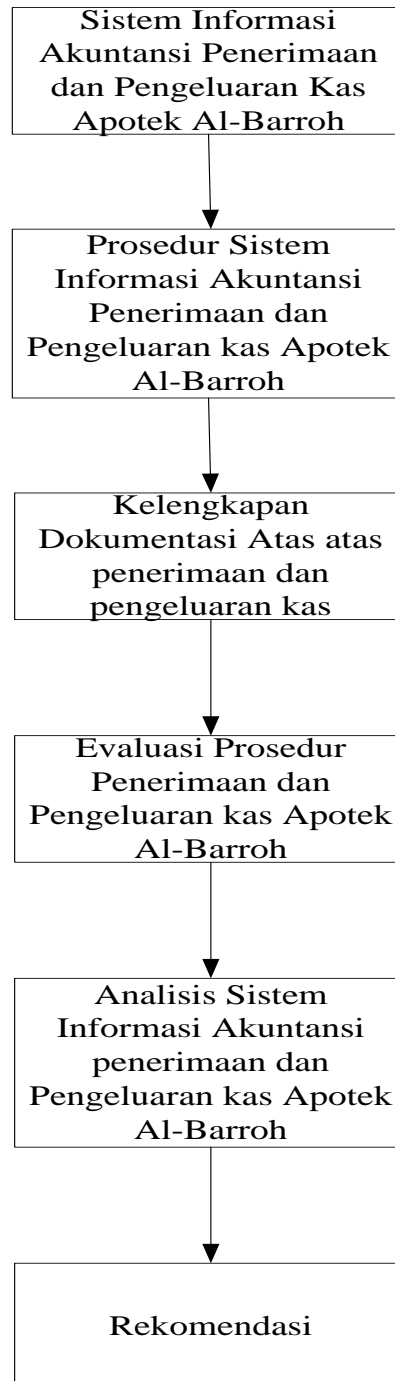 Sistem Informasi
Akuntansi Penerimaan
dan Pengeluaran Kas
Apotek Al-Barroh
Prosedur Sistem
Informasi Akuntansi
Penerimaan dan
Pengeluaran kas Apotek
Al-Barroh
Kelengkapan
Dokumentasi Atas atas
penerimaan dan
pengeluaran kas
Evaluasi Prosedur
Penerimaan dan
Pengeluaran kas Apotek
Al-Barroh
Analisis Sistem
Informasi Akuntansi
penerimaan dan
Pengeluaran kas Apotek
Al-Barroh
Rekomendasi